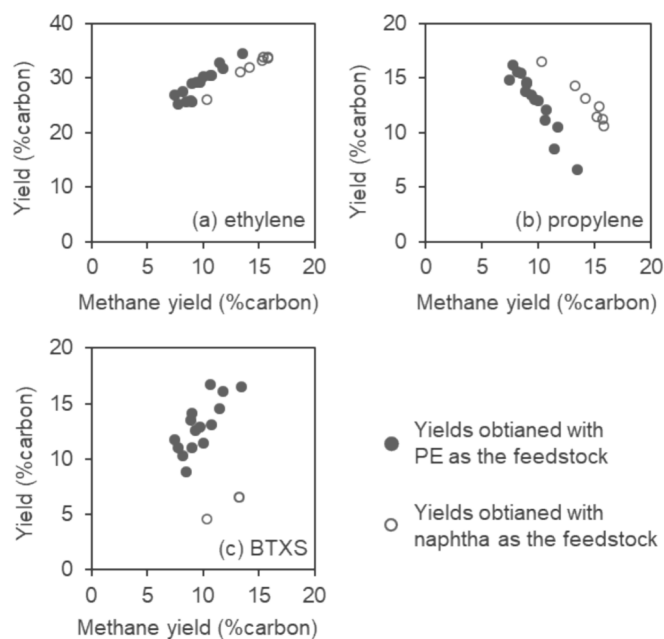 40
30
20
10
0
Yield (%carbon)
(a) ethylene
0 5 10 15 20
Methane yield (%carbon)
20
15
10
5
0
Yield (%carbon)
(b) propylene
0 5 10 15 20
Methane yield (%carbon)
20
15
10
5
0
Yield (%carbon)
(c) BTXS
0 5 10 15 20
Methane yield (%carbon)
Yields obtianed with
PE as the feedstock
Yields obtianed with
naphtha as the feedstock